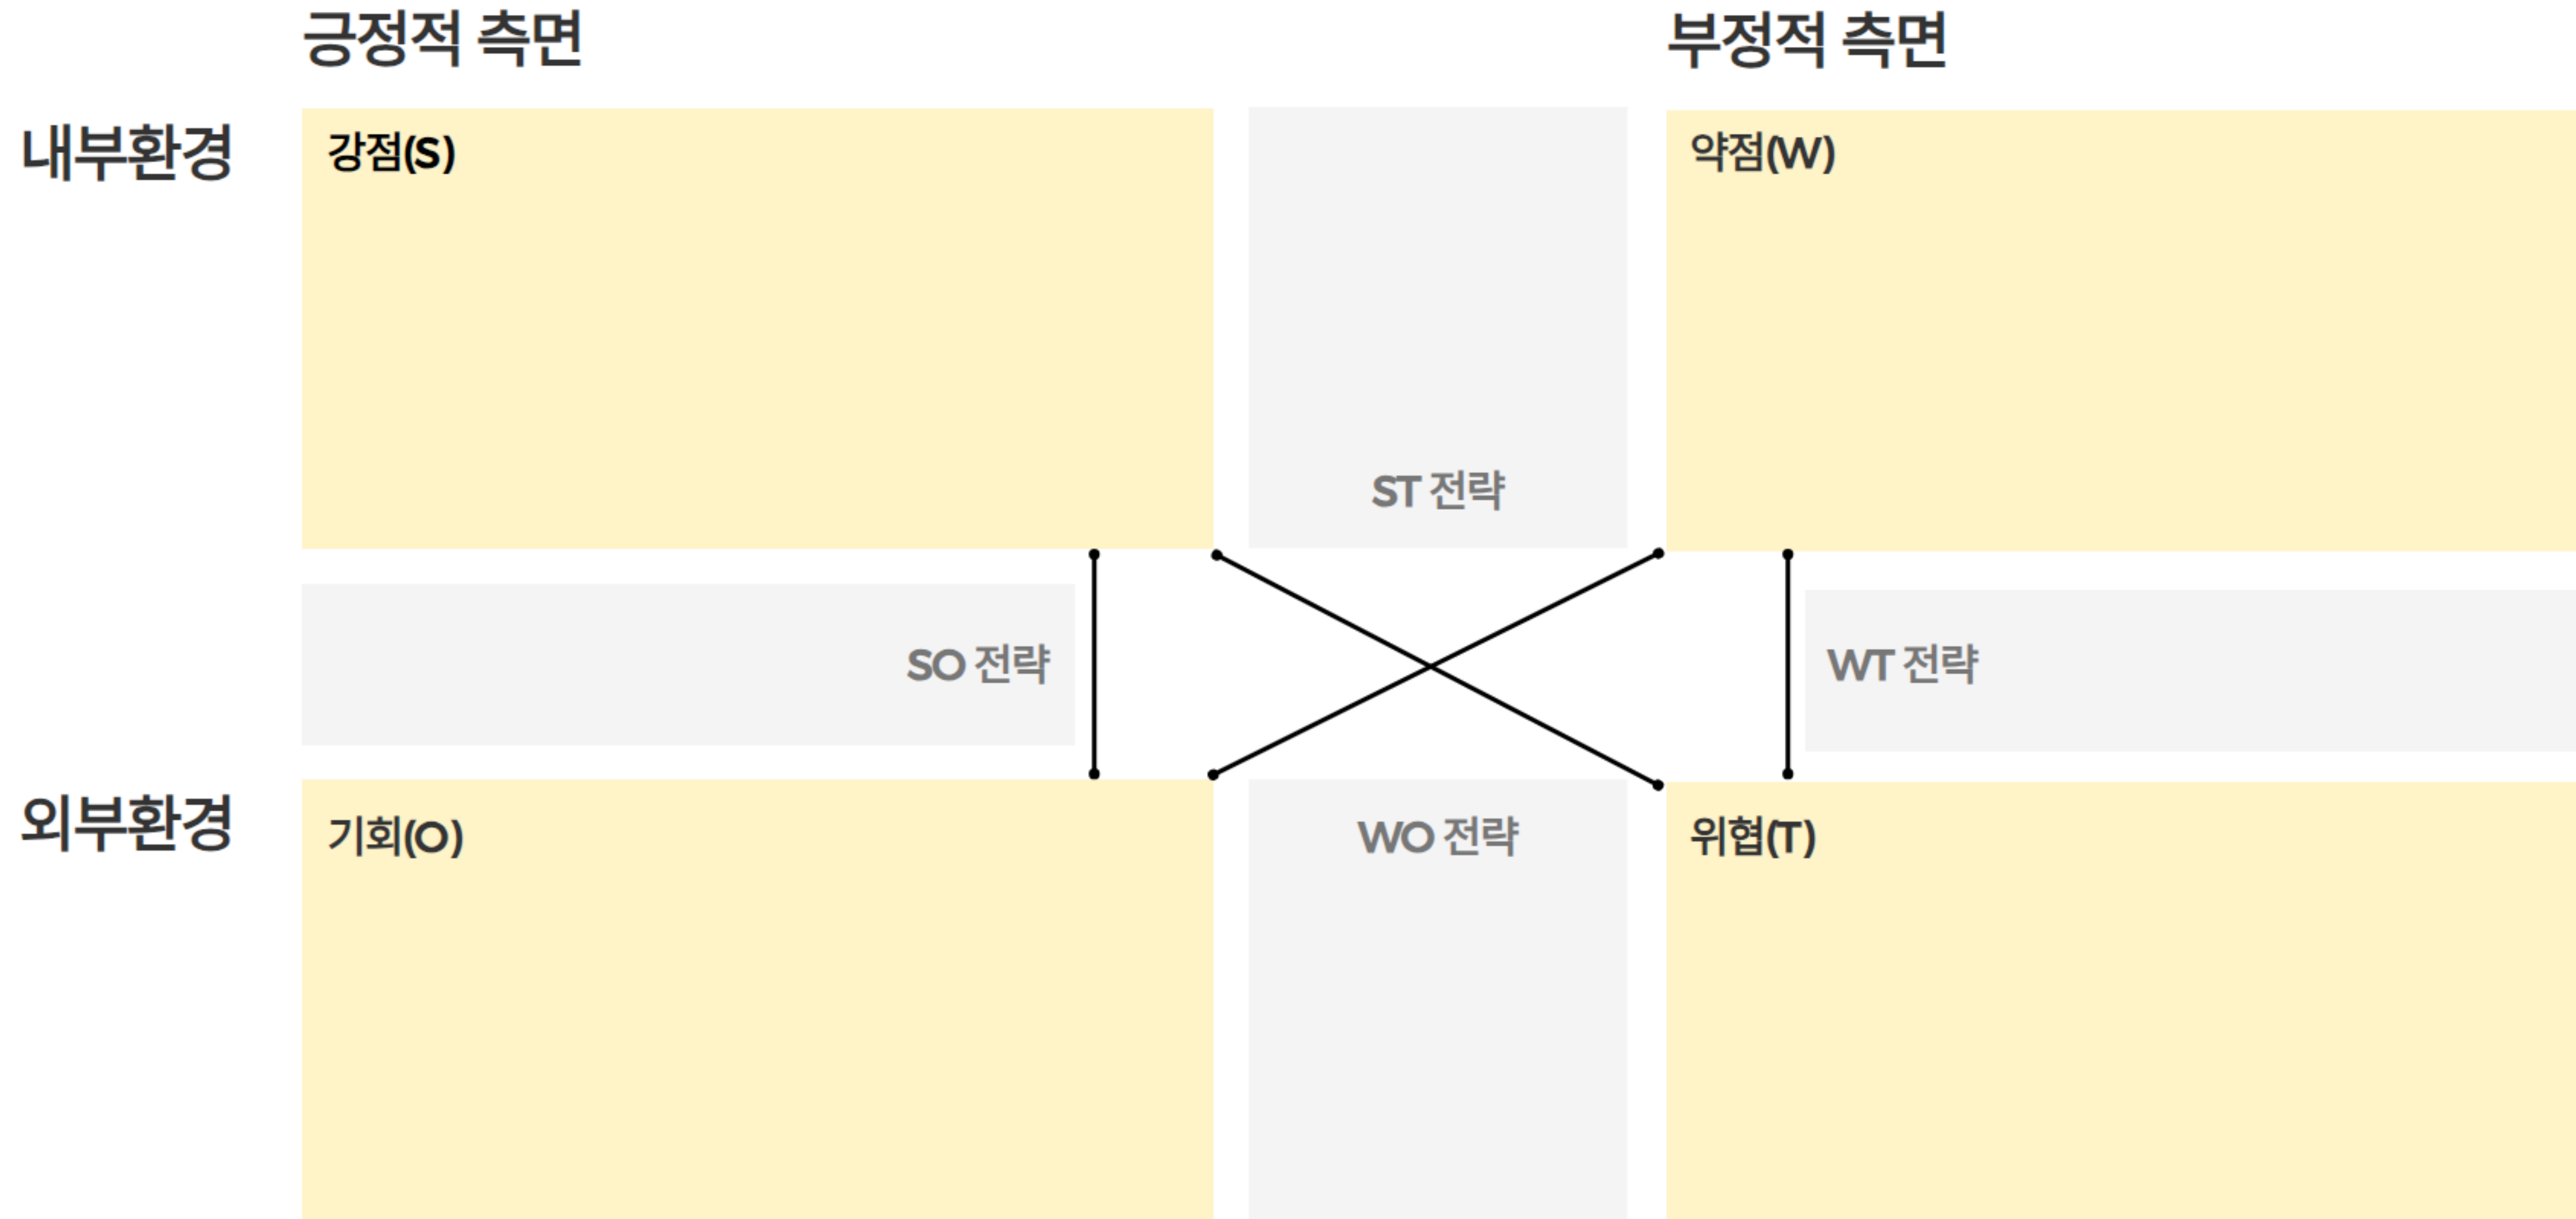 긍정적 측면
부정적 측면
내부환경
강점(S)
약점(W)
ST 전략
SO 전략
WT 전략
외부환경
기회(O)
WO 전략
위협(T)